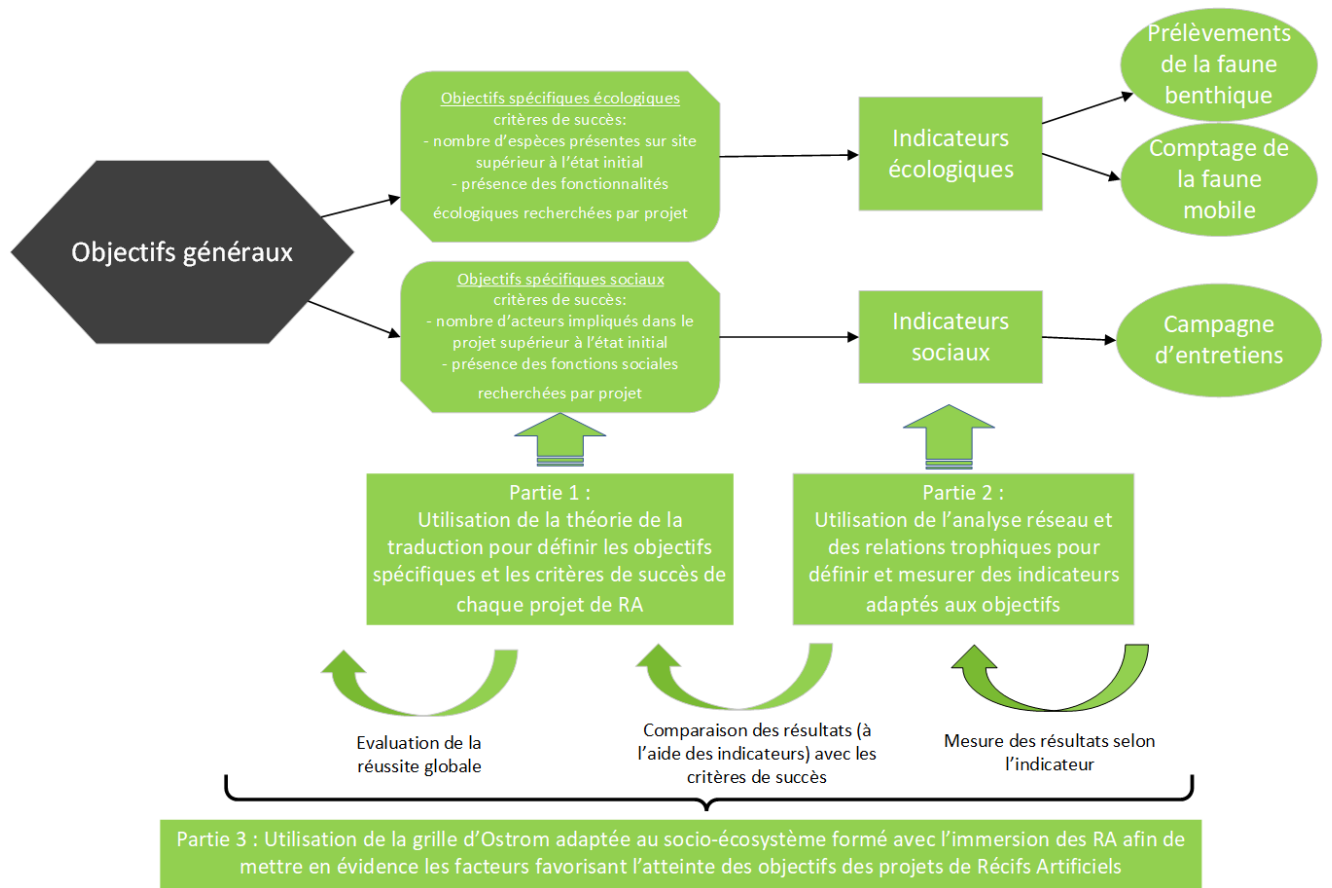 Objectifs généraux
Objectifs spécifiques écologiques
critères de succès:
- nombre d’espèces présentes sur site
supérieur à l’état initial
- présence des fonctionnalités
écologiques recherchées par projet
Indicateurs
écologiques
Prélèvements
de la faune
benthique
Comptage de
la faune
mobile
Objectifs spécifiques sociaux
critères de succès:
- nombre d’acteurs impliqués dans le
projet supérieur à l’état initial
- présence des fonctions sociales
recherchées par projet
Indicateurs
sociaux
Campagne
d’entretiens
Partie 1 :
Utilisation de la théorie de la
traduction pour définir les objectifs
spécifiques et les critères de succès de
chaque projet de RA
Partie 2 :
Utilisation de l’analyse réseau et
des relations trophiques pour
définir et mesurer des indicateurs
adaptés aux objectifs
Evaluation de la
réussite globale
Comparaison des résultats (à
l’aide des indicateurs) avec les
critères de succès
Mesure des résultats selon
l’indicateur
Partie 3 : Utilisation de la grille d’Ostrom adaptée au socio-écosystème formé avec l’immersion des RA afin de
mettre en évidence les facteurs favorisant l’atteinte des objectifs des projets de Récifs Artificiels